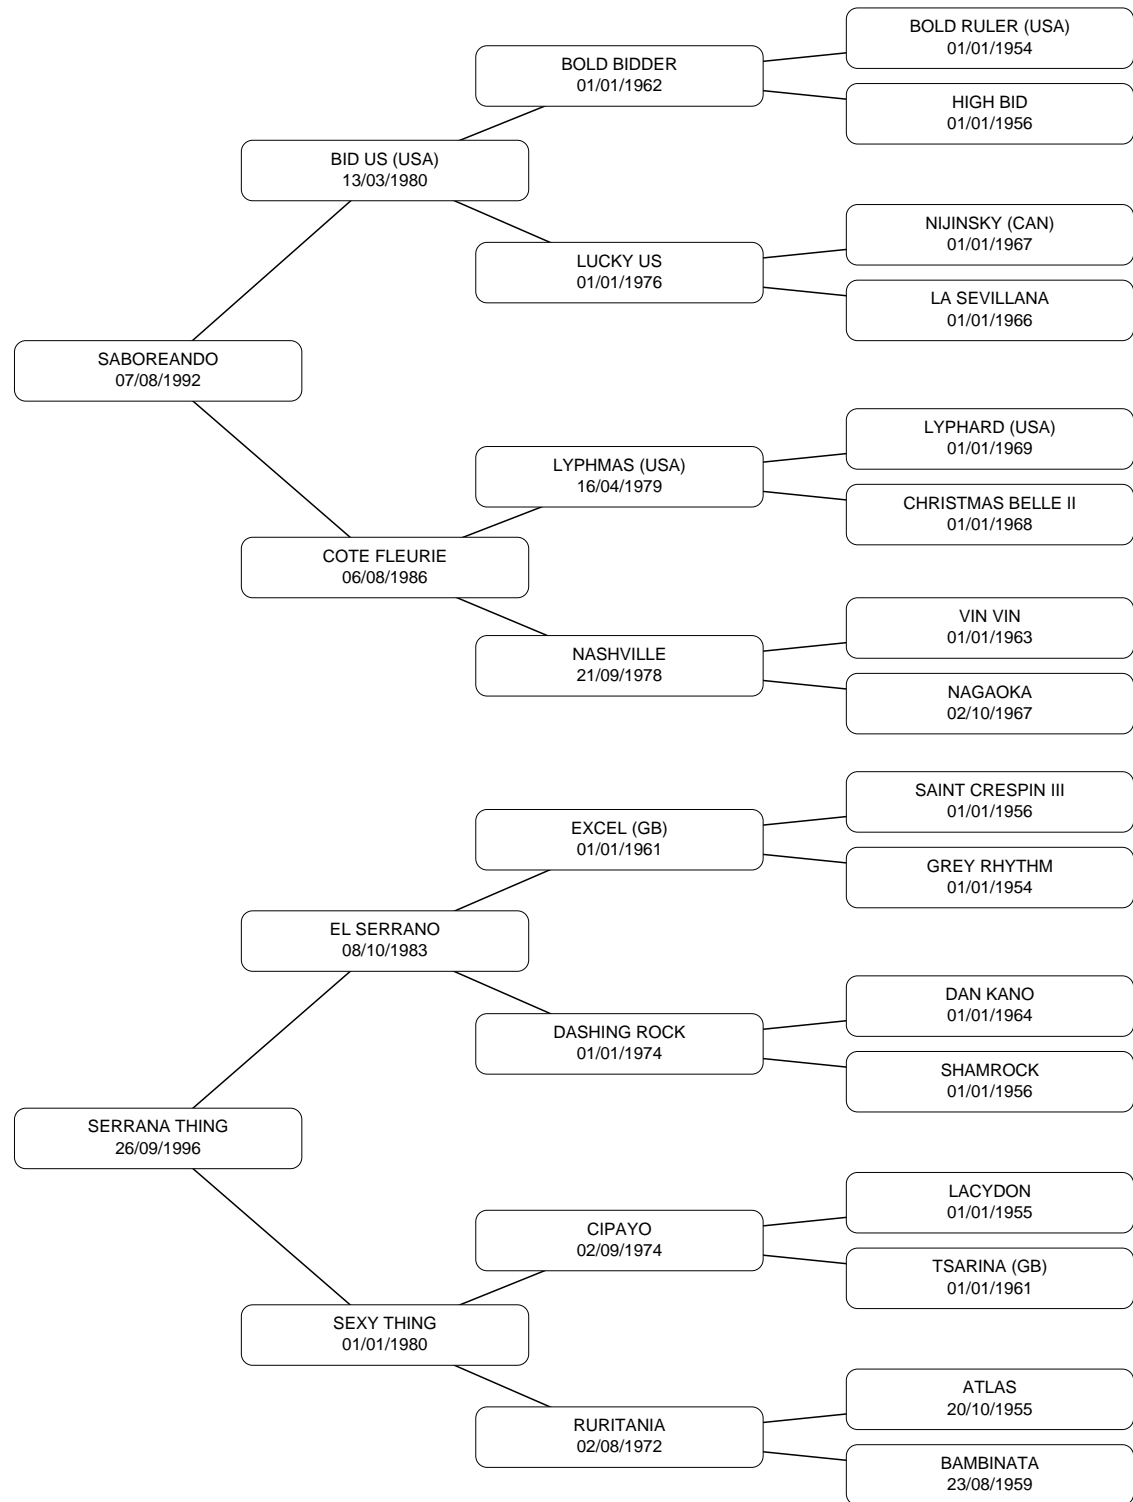 BOLD RULER (USA)
01/01/1954
BOLD BIDDER
01/01/1962
HIGH BID
01/01/1956
BID US (USA)
13/03/1980
NIJINSKY (CAN)
01/01/1967
LUCKY US
01/01/1976
LA SEVILLANA
01/01/1966
SABOREANDO
07/08/1992
LYPHARD (USA)
01/01/1969
LYPHMAS (USA)
16/04/1979
CHRISTMAS BELLE II
01/01/1968
COTE FLEURIE
06/08/1986
VIN VIN
01/01/1963
NASHVILLE
21/09/1978
NAGAOKA
02/10/1967
SAINT CRESPIN III
01/01/1956
EXCEL (GB)
01/01/1961
GREY RHYTHM
01/01/1954
EL SERRANO
08/10/1983
DAN KANO
01/01/1964
DASHING ROCK
01/01/1974
SHAMROCK
01/01/1956
SERRANA THING
26/09/1996
LACYDON
01/01/1955
CIPAYO
02/09/1974
TSARINA (GB)
01/01/1961
SEXY THING
01/01/1980
ATLAS
20/10/1955
RURITANIA
02/08/1972
BAMBINATA
23/08/1959